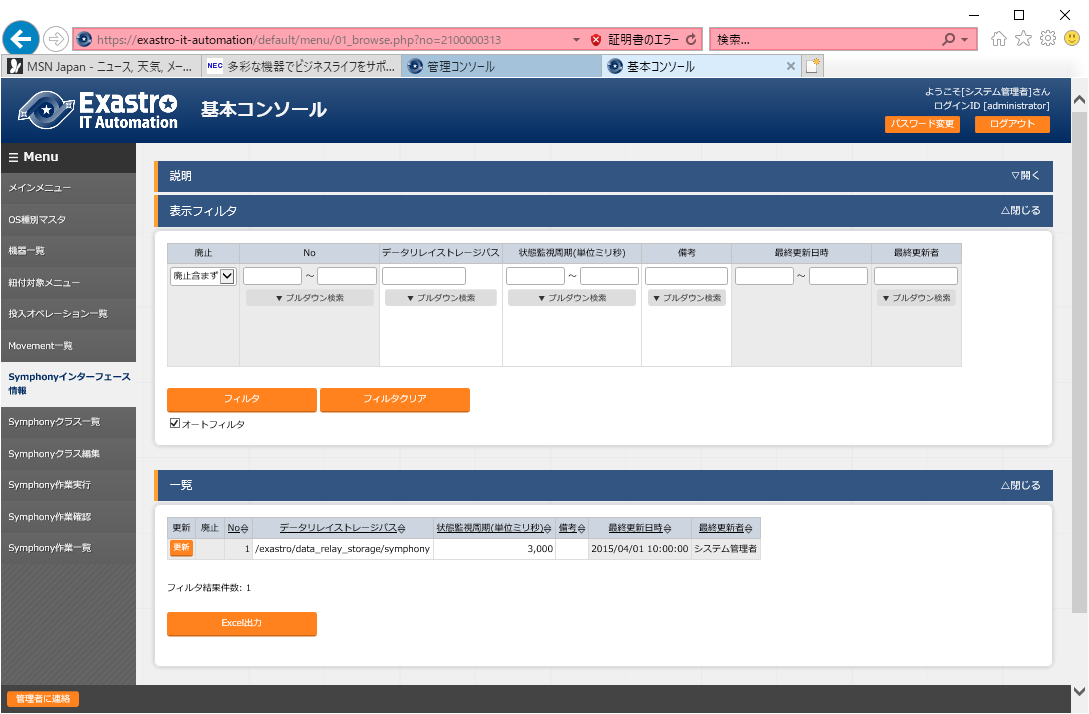 https://exastro-it-automation/default/menu/01_browse.php?no=2100000313
証明書のエラー
検索...
MSN Japan - ニュース, 天気, メー...
NEC 多彩な機器でビジネスライフをサポ...
管理コンソール
基本コンソール
Exastro
IT Automation
基本コンソール
ようこそ[システム管理者]さん
ログインID [administrator]
パスワード変更
ログアウト
☰ Menu
メインメニュー
OS種別マスタ
機器一覧
紐付対象メニュー
投入オペレーション一覧
Movement一覧
Symphonyインターフェース
情報
Symphonyクラス一覧
Symphonyクラス編集
Symphony作業実行
Symphony作業確認
Symphony作業一覧
説明
▽開く
表示フィルタ
△閉じる
廃止 No データリレイストレージパス 状態監視周期(単位ミリ秒) 備考 最終更新日時 最終更新者
廃止含まず ～ ～ ～
▼ プルダウン検索 ▼ プルダウン検索 ▼ プルダウン検索 ▼ プルダウン検索 ▼ プルダウン検索
フィルタ
フィルタクリア
オートフィルタ
一覧
△閉じる
更新 廃止 No データリレイストレージパス 状態監視周期(単位ミリ秒) 備考 最終更新日時 最終更新者
更新 1 /exastro/data_relay_storage/symphony 3,000 2015/04/01 10:00:00 システム管理者
フィルタ結果件数: 1
Excel出力
管理者に連絡